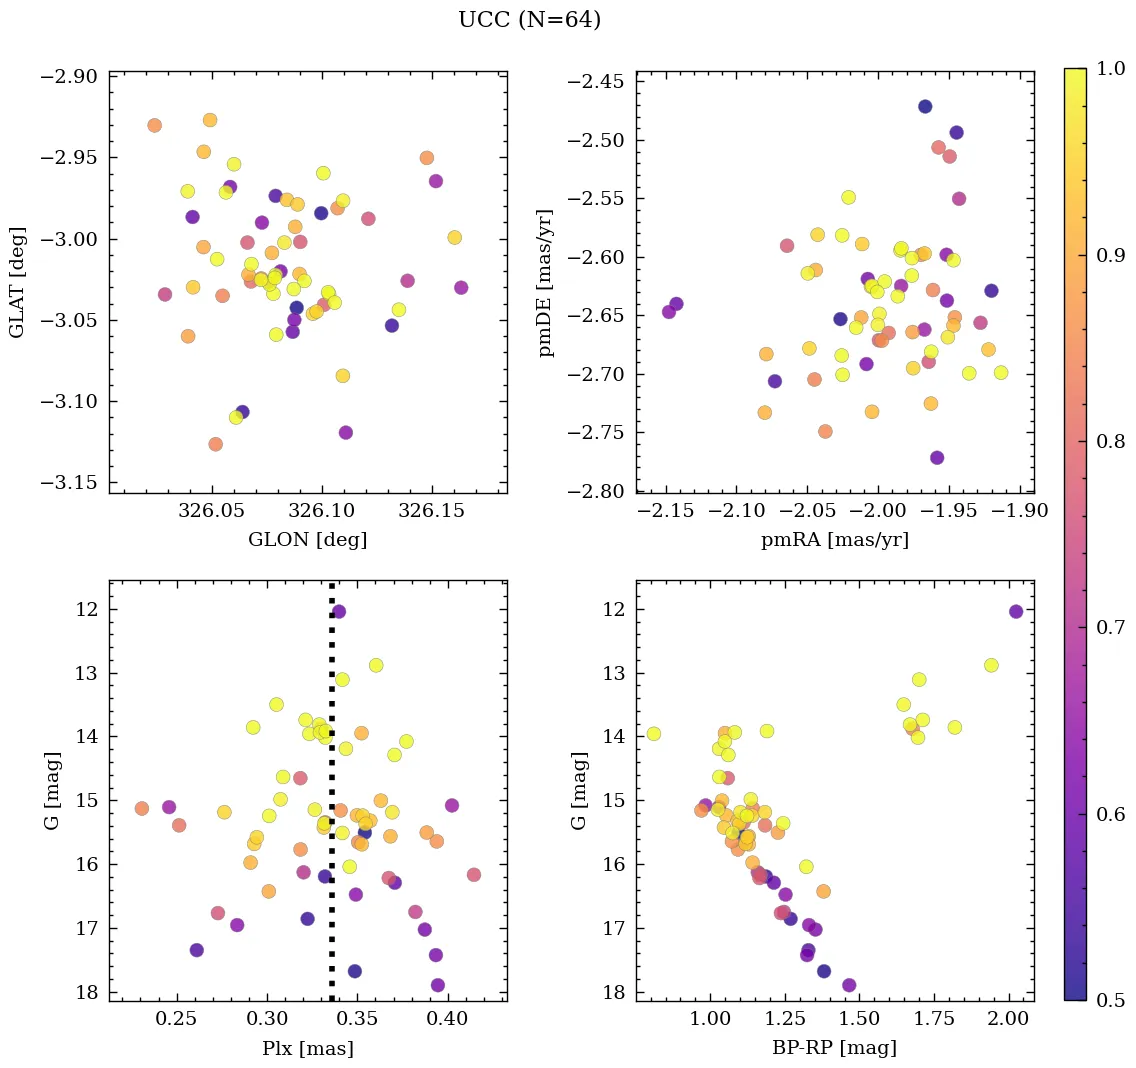 UCC (N=64)
−2.90
−2.95
−3.00
−3.05
−3.10
−3.15
GLAT [deg]
326.05 326.10 326.15
GLON [deg]
−2.45
−2.50
−2.55
−2.60
−2.65
−2.70
−2.75
−2.80
pmDE [mas/yr]
−2.15 −2.10 −2.05 −2.00 −1.95 −1.90
pmRA [mas/yr]
12
13
14
15
16
17
18
G [mag]
0.25 0.30 0.35 0.40
Plx [mas]
12
13
14
15
16
17
18
G [mag]
1.00 1.25 1.50 1.75 2.00
BP-RP [mag]
1.0
0.9
0.8
0.7
0.6
0.5